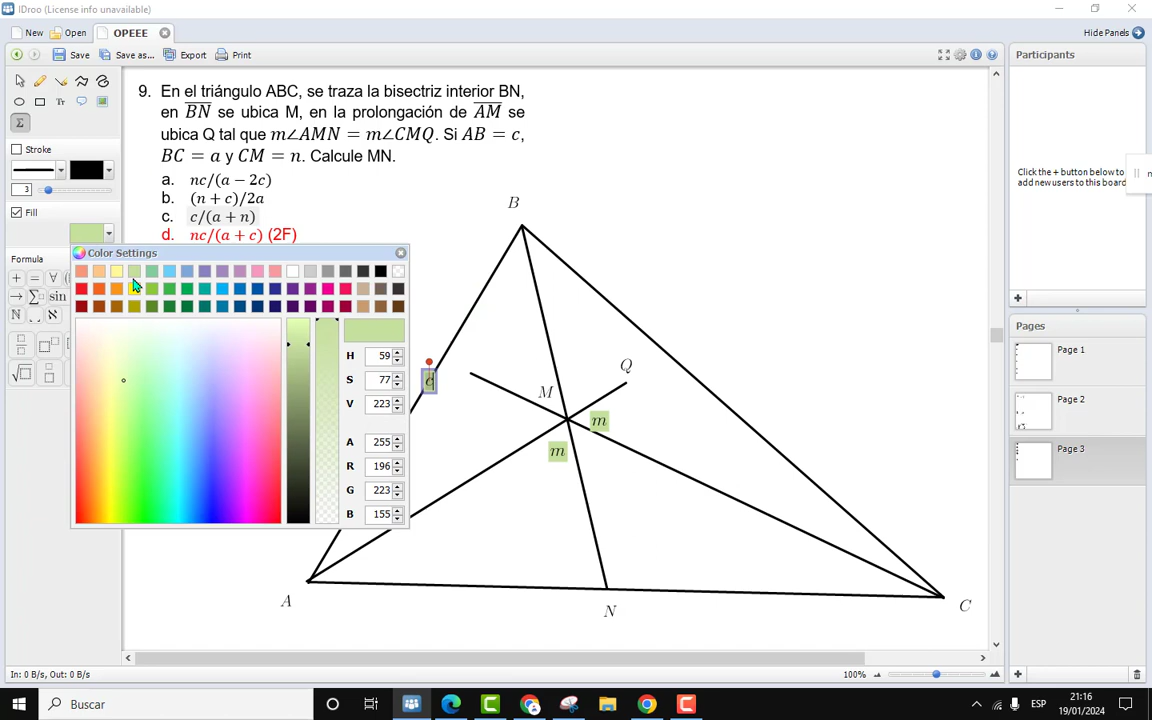 IDroo
New Open OPEEE
Hide Panels
Save Save as... Export Print
Participants
9. En el triángulo ABC, se traza la bisectriz interior BN,
en BN se ubica M, en la prolongación de AM se
ubica Q tal que m∠AMN = m∠CMQ. Si AB = c,
BC = a y CM = n. Calcule MN.
a. nc/(a − 2c)
b. (n + c)/2a
c. c/(a + n)
d. nc/(a + c) (2F)
Tr
Σ
Stroke
3
Fill
Formula
+ = ∀
→ Σ sin
ℕ ℵ
Color Settings
H 59
S 77
V 223
A 255
R 196
G 223
B 155
B
c
Q
M
m
m
A
N
C
Click the + button below to
add new users to this board
n
Pages
Page 1
Page 2
Page 3
In: 0 B/s, Out: 0 B/s
100%
Buscar
ESP
21:16
19/01/2024